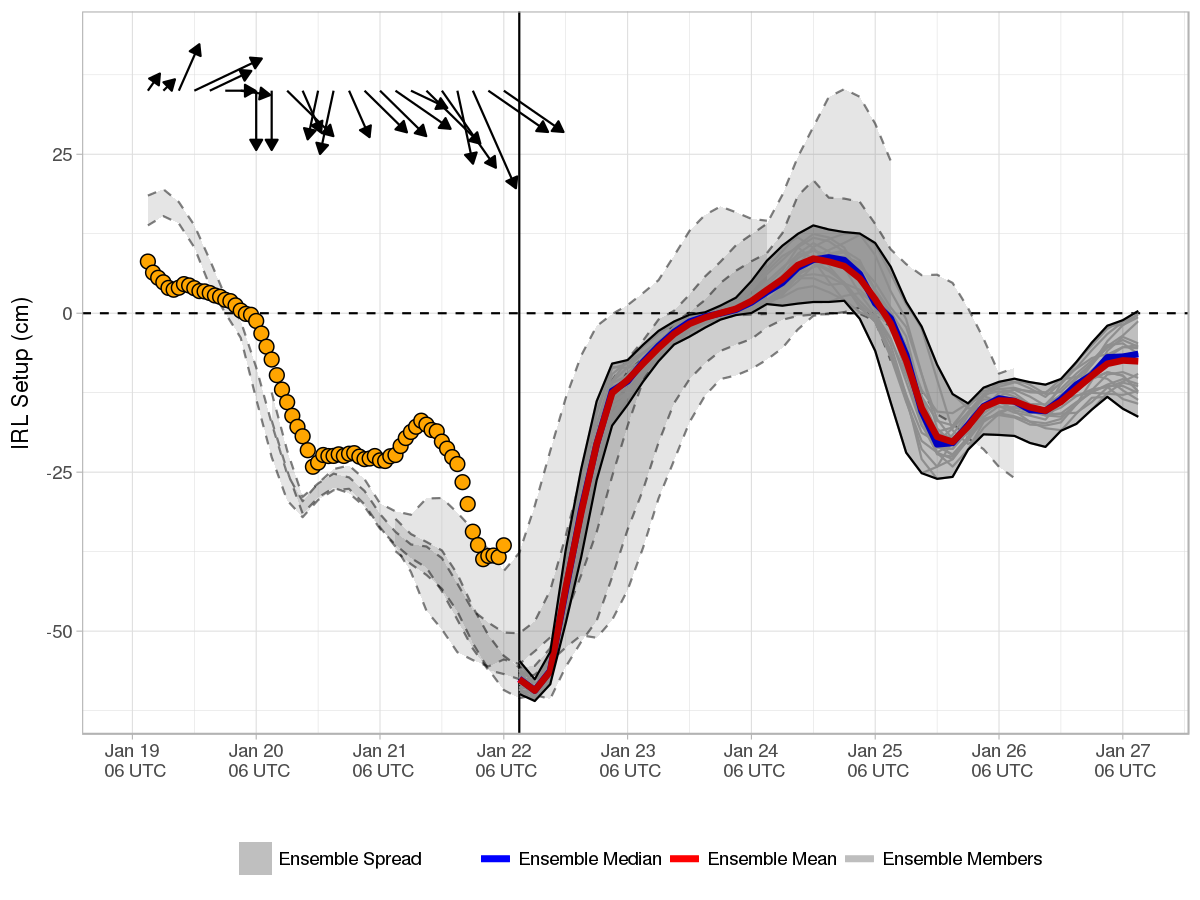 IRL Setup (cm)
25
0
-25
-50
Jan 19 Jan 20 Jan 21 Jan 22 Jan 23 Jan 24 Jan 25 Jan 26 Jan 27
06 UTC 06 UTC 06 UTC 06 UTC 06 UTC 06 UTC 06 UTC 06 UTC 06 UTC
Ensemble Spread Ensemble Median Ensemble Mean Ensemble Members